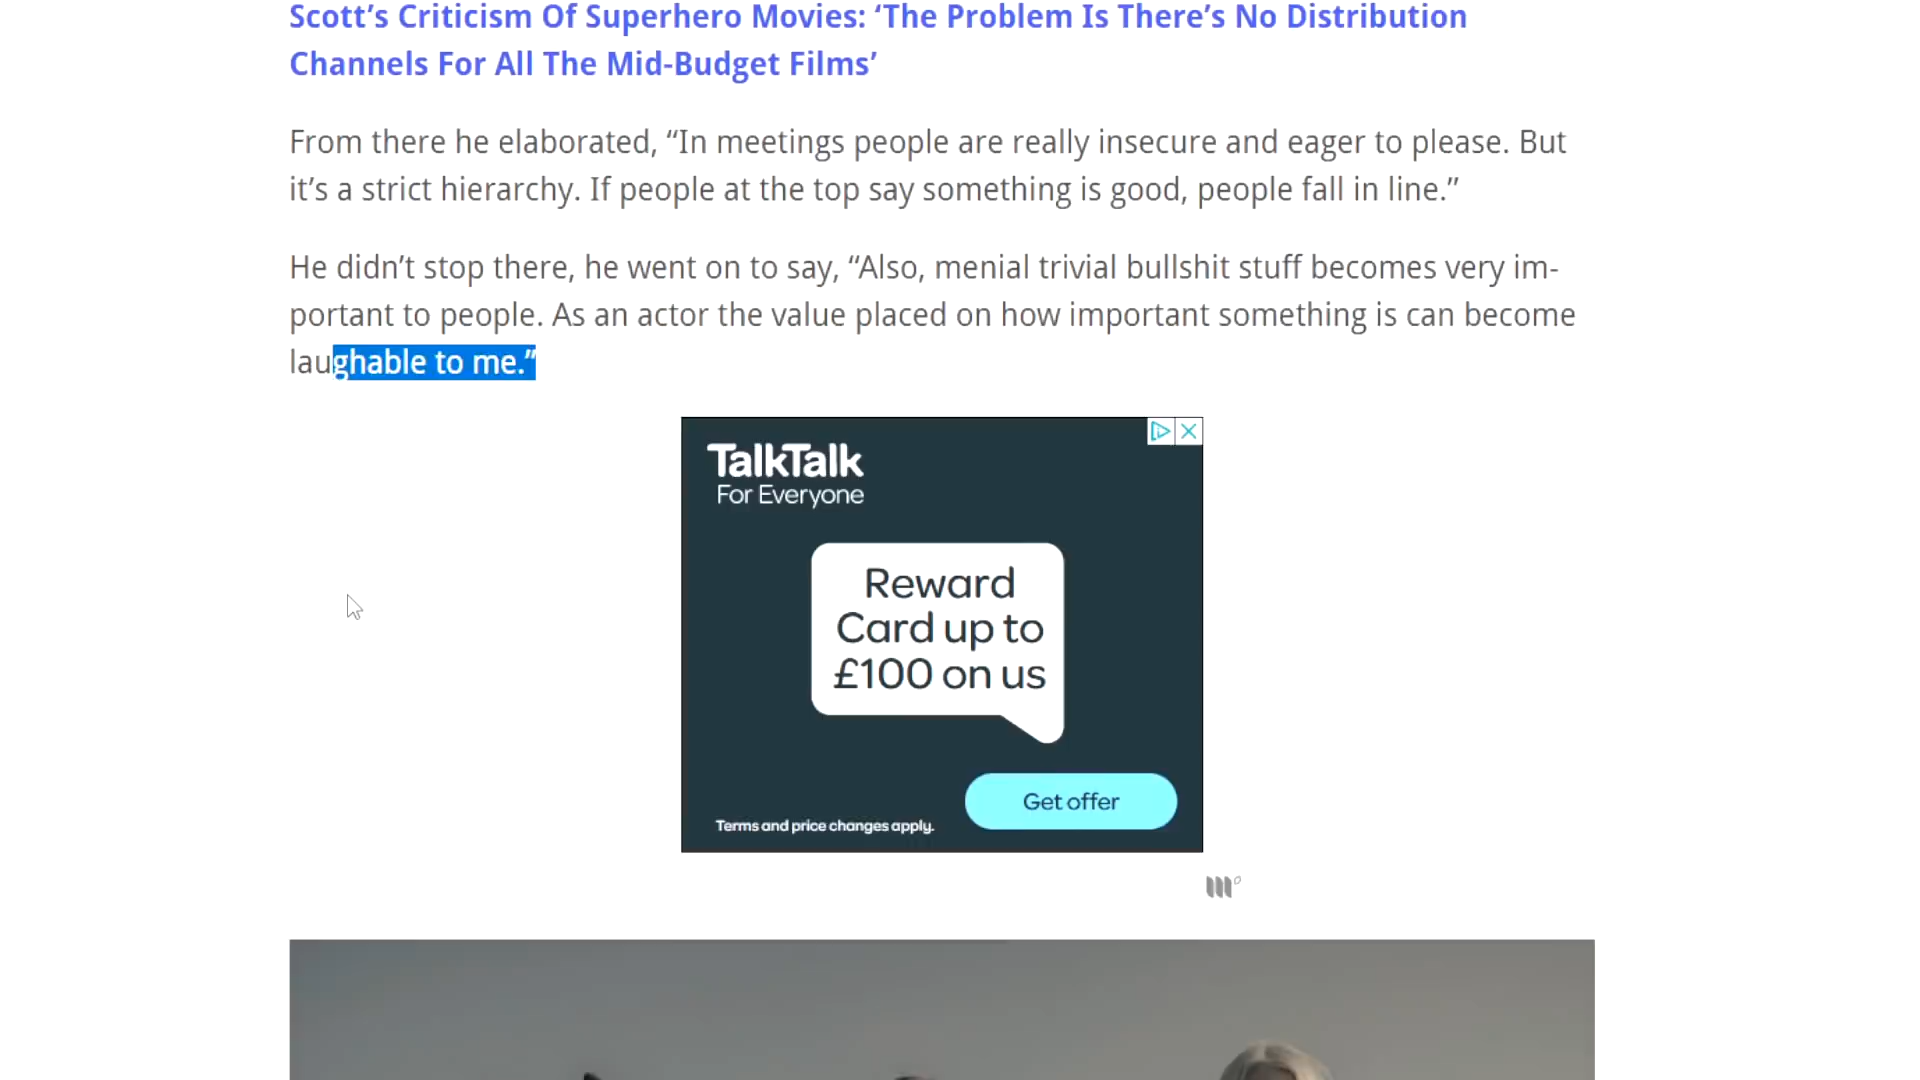 Scott’s Criticism Of Superhero Movies: ‘The Problem Is There’s No Distribution
Channels For All The Mid-Budget Films’
From there he elaborated, “In meetings people are really insecure and eager to please. But
it’s a strict hierarchy. If people at the top say something is good, people fall in line.”
He didn’t stop there, he went on to say, “Also, menial trivial bullshit stuff becomes very im-
portant to people. As an actor the value placed on how important something is can become
laughable to me.”
TalkTalk
For Everyone
Reward
Card up to
£100 on us
Get offer
Terms and price changes apply.